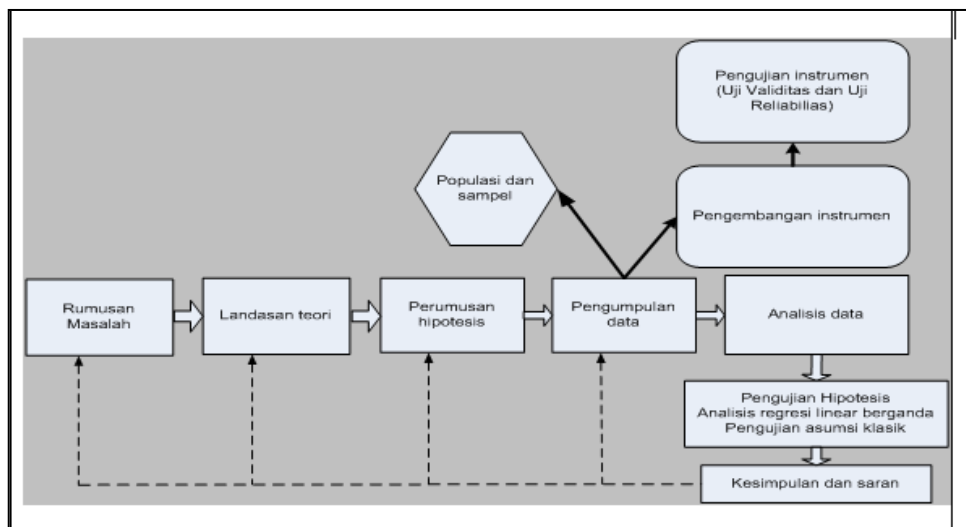 Pengujian instrumen
(Uji Validitas dan Uji
Reliabilias)
Populasi dan
sampel
Pengembangan instrumen
Rumusan
Masalah
Landasan teori
Perumusan
hipotesis
Pengumpulan
data
Analisis data
Pengujian Hipotesis
Analisis regresi linear berganda
Pengujian asumsi klasik
Kesimpulan dan saran